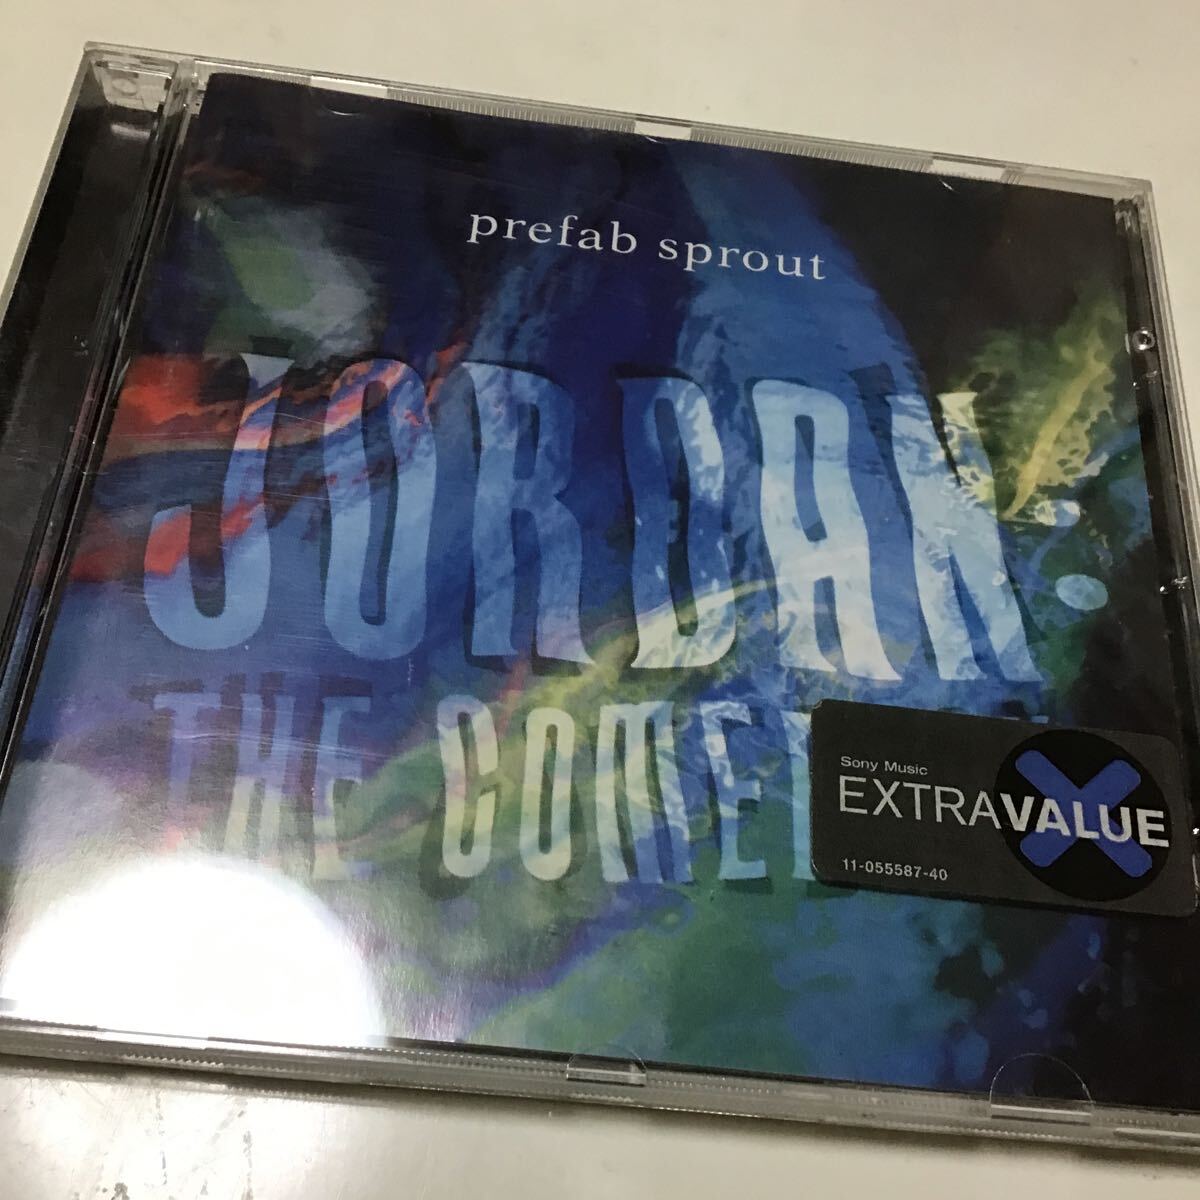 prefab sprout
JORDAN:
THE COME
Sony Music
EXTRAVALUE
X
11-055587-40